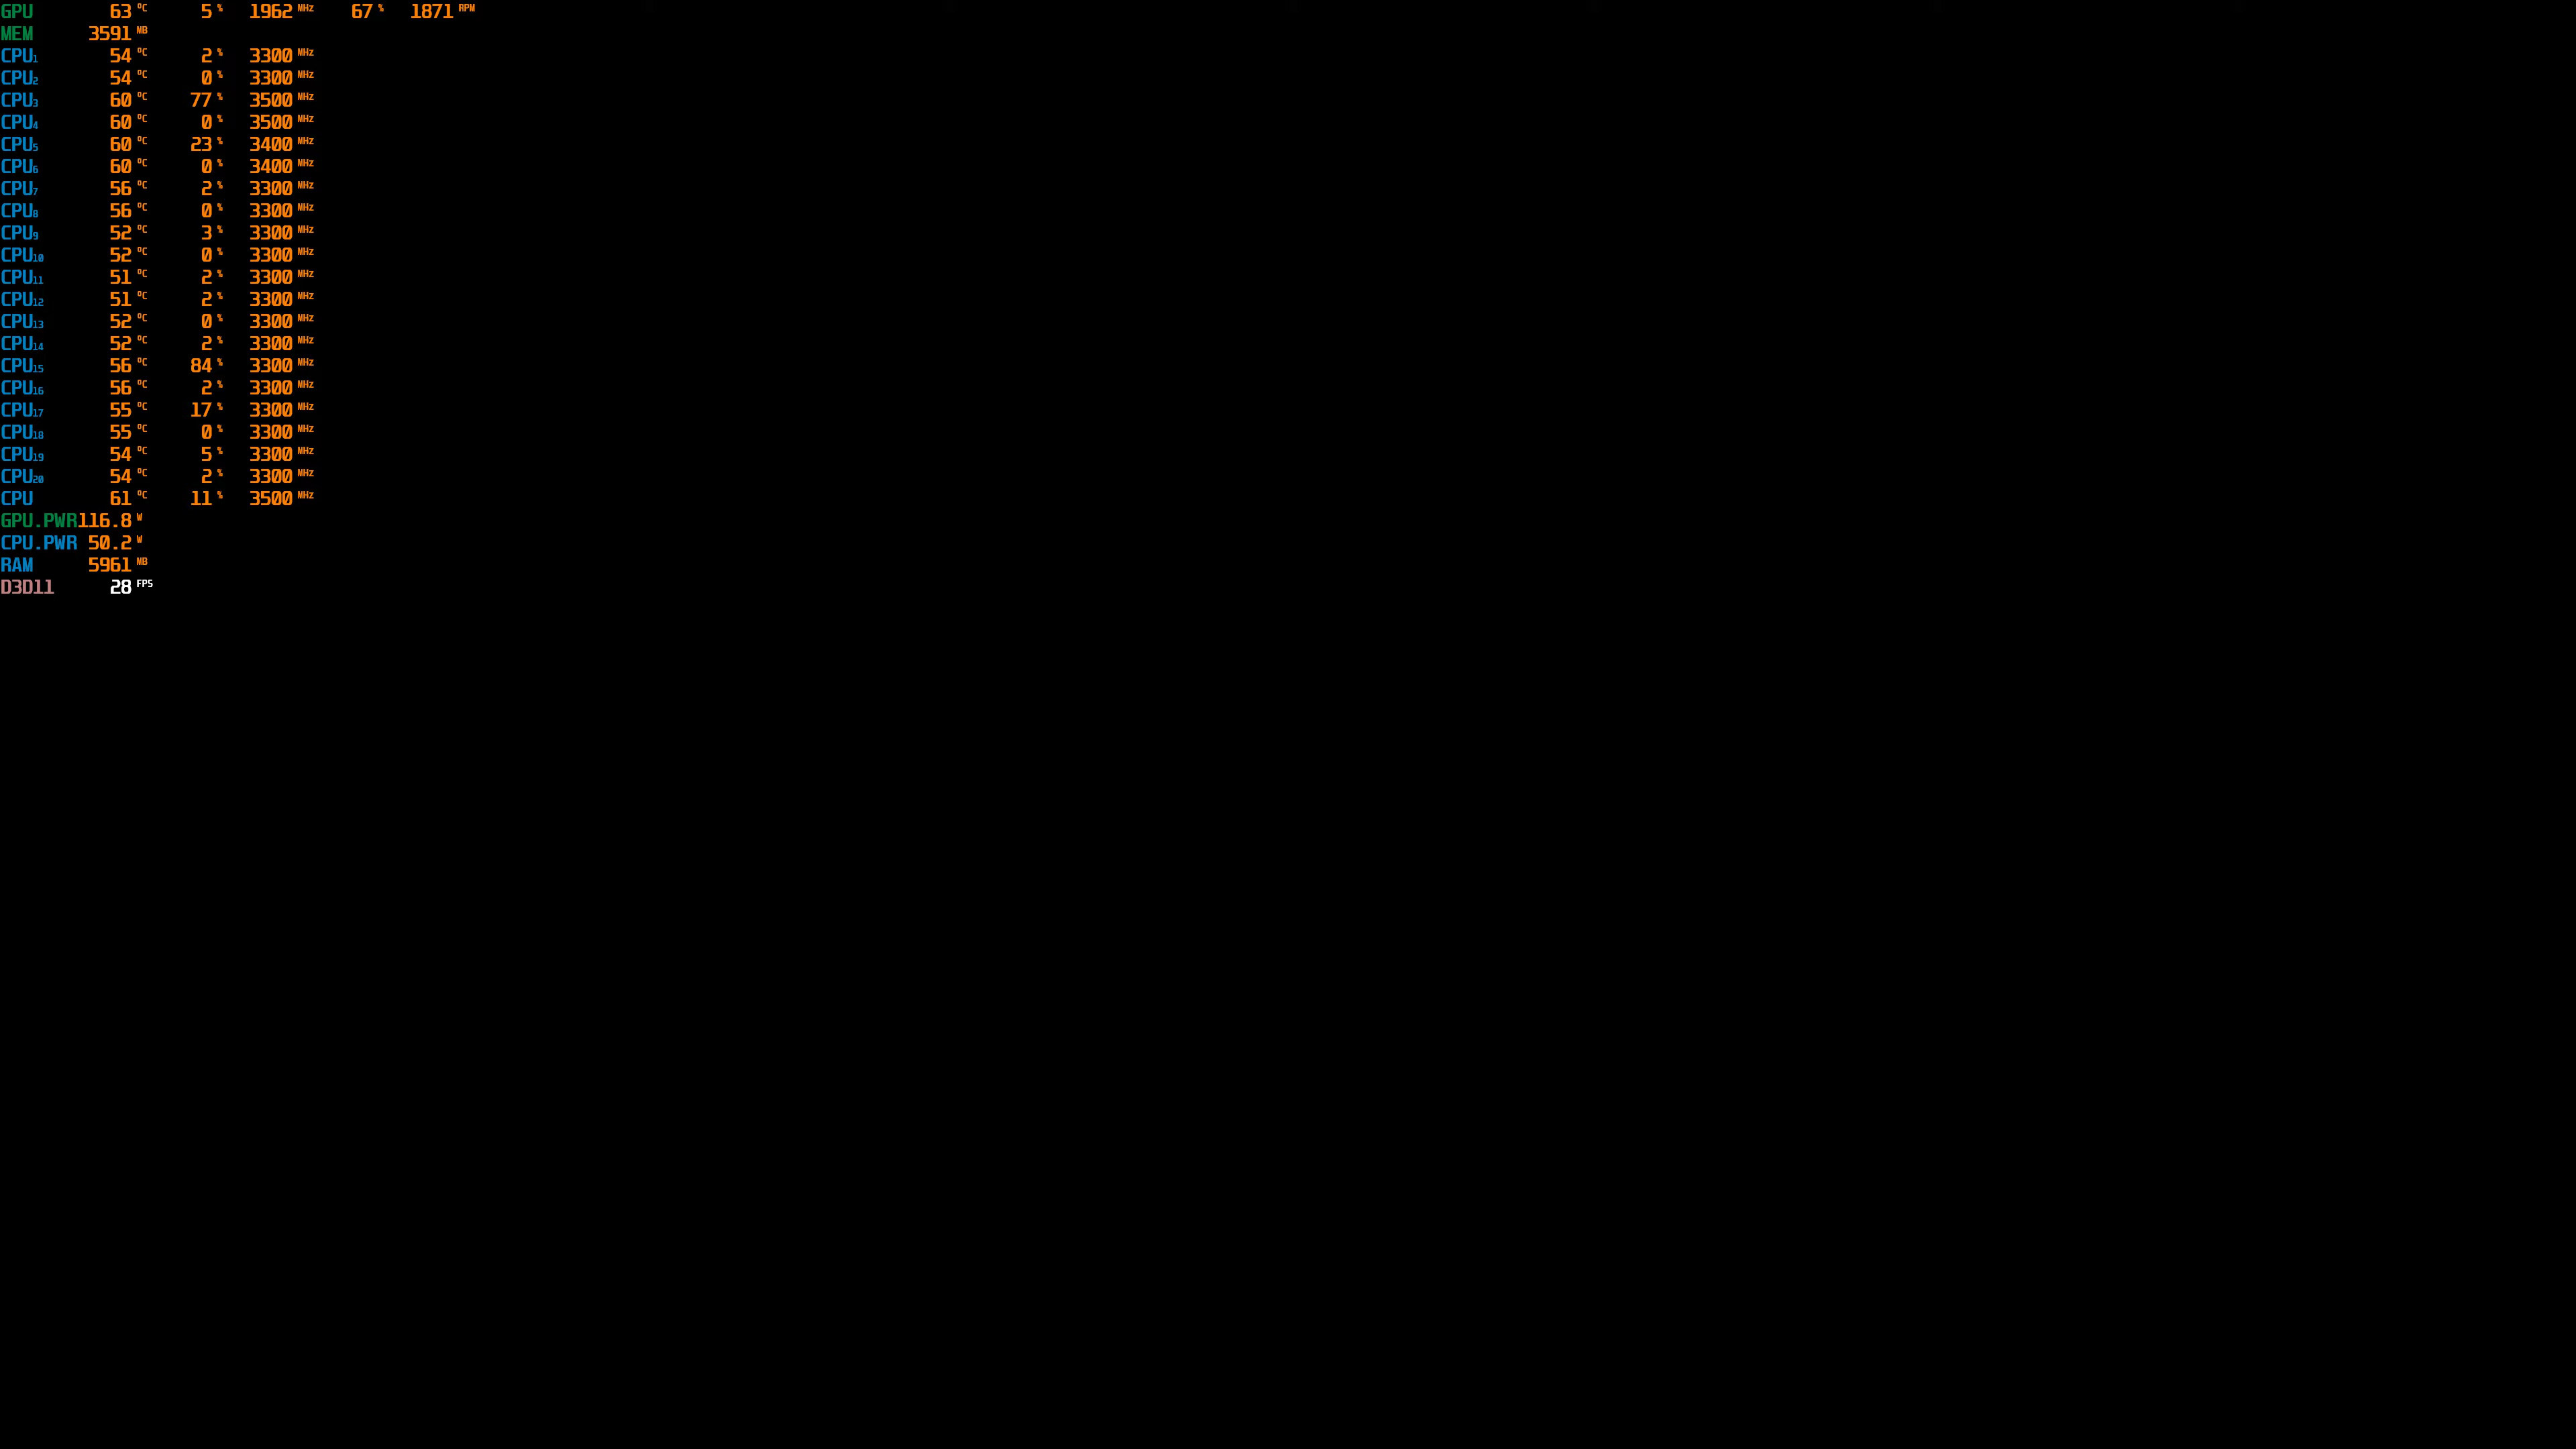 GPU 63 °C 5 % 1962 MHz 67 % 1871 RPM
MEM 3591 MB
CPU1 54 °C 2 % 3300 MHz
CPU2 54 °C 0 % 3300 MHz
CPU3 60 °C 77 % 3500 MHz
CPU4 60 °C 0 % 3500 MHz
CPU5 60 °C 23 % 3400 MHz
CPU6 60 °C 0 % 3400 MHz
CPU7 56 °C 2 % 3300 MHz
CPU8 56 °C 0 % 3300 MHz
CPU9 52 °C 3 % 3300 MHz
CPU10 52 °C 0 % 3300 MHz
CPU11 51 °C 2 % 3300 MHz
CPU12 51 °C 2 % 3300 MHz
CPU13 52 °C 0 % 3300 MHz
CPU14 52 °C 2 % 3300 MHz
CPU15 56 °C 84 % 3300 MHz
CPU16 56 °C 2 % 3300 MHz
CPU17 55 °C 17 % 3300 MHz
CPU18 55 °C 0 % 3300 MHz
CPU19 54 °C 5 % 3300 MHz
CPU20 54 °C 2 % 3300 MHz
CPU 61 °C 11 % 3500 MHz
GPU.PWR 116.8 W
CPU.PWR 50.2 W
RAM 5961 MB
D3D11 28 FPS